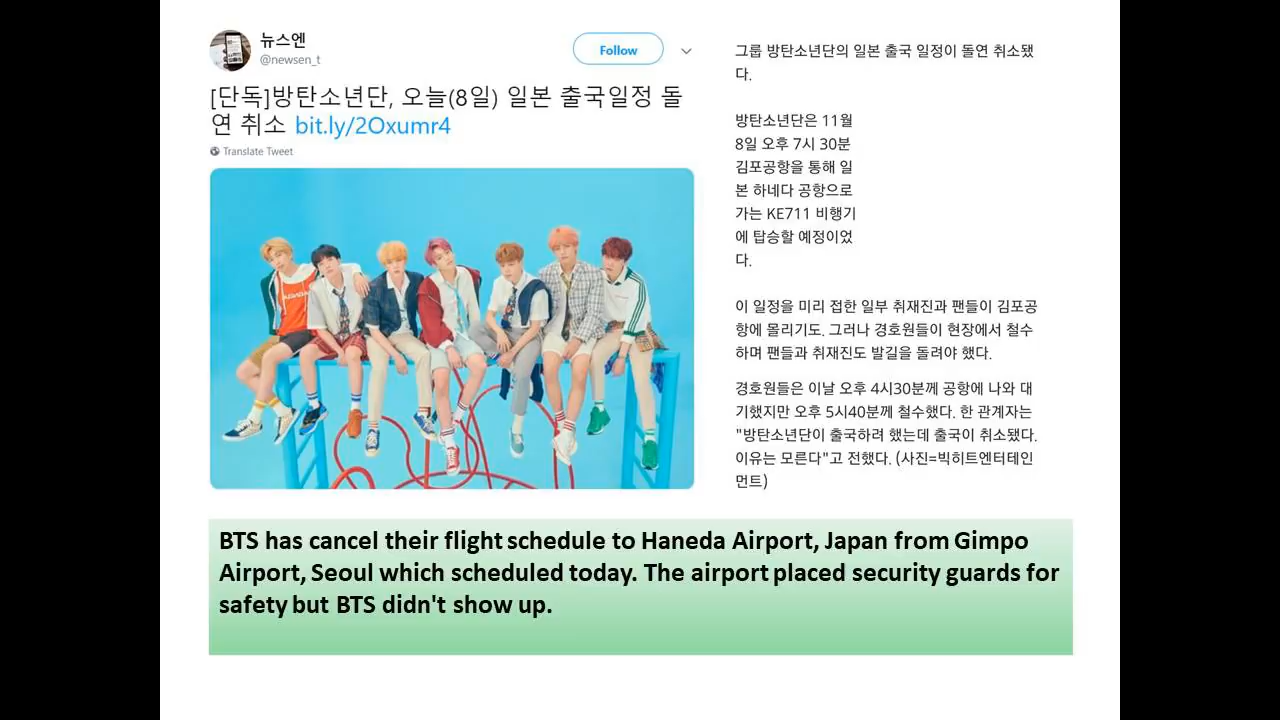 뉴스엔
@newsen_t
Follow
[단독]방탄소년단, 오늘(8일) 일본 출국일정 돌
연 취소 bit.ly/2Oxumr4
Translate Tweet
그룹 방탄소년단의 일본 출국 일정이 돌연 취소됐
다.
방탄소년단은 11월
8일 오후 7시 30분
김포공항을 통해 일
본 하네다 공항으로
가는 KE711 비행기
에 탑승할 예정이었
다.
이 일정을 미리 접한 일부 취재진과 팬들이 김포공
항에 몰리기도. 그러나 경호원들이 현장에서 철수
하며 팬들과 취재진도 발길을 돌려야 했다.
경호원들은 이날 오후 4시30분께 공항에 나와 대
기했지만 오후 5시40분께 철수했다. 한 관계자는
"방탄소년단이 출국하려 했는데 출국이 취소됐다.
이유는 모른다"고 전했다. (사진=빅히트엔터테인
먼트)
BTS has cancel their flight schedule to Haneda Airport, Japan from Gimpo
Airport, Seoul which scheduled today. The airport placed security guards for
safety but BTS didn't show up.